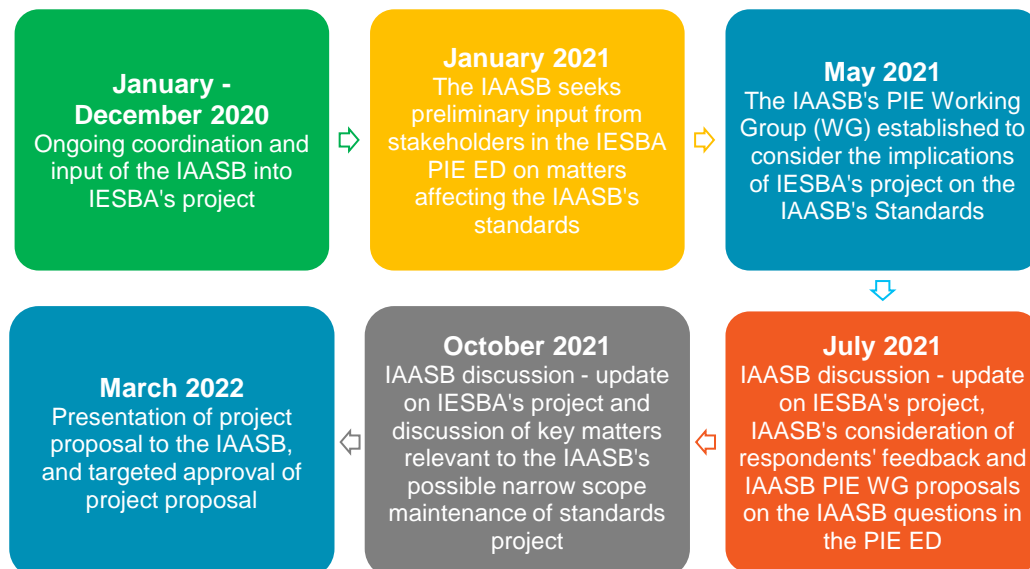 January -
December 2020
Ongoing coordination and
input of the IAASB into
IESBA's project
January 2021
The IAASB seeks
preliminary input from
stakeholders in the IESBA
PIE ED on matters
affecting the IAASB's
standards
May 2021
The IAASB's PIE Working
Group (WG) established to
consider the implications
of IESBA's project on the
IAASB's Standards
July 2021
IAASB discussion - update
on IESBA's project,
IAASB's consideration of
respondents' feedback and
IAASB PIE WG proposals
on the IAASB questions in
the PIE ED
October 2021
IAASB discussion - update
on IESBA's project and
discussion of key matters
relevant to the IAASB's
possible narrow scope
maintenance of standards
project
March 2022
Presentation of project
proposal to the IAASB,
and targeted approval of
project proposal